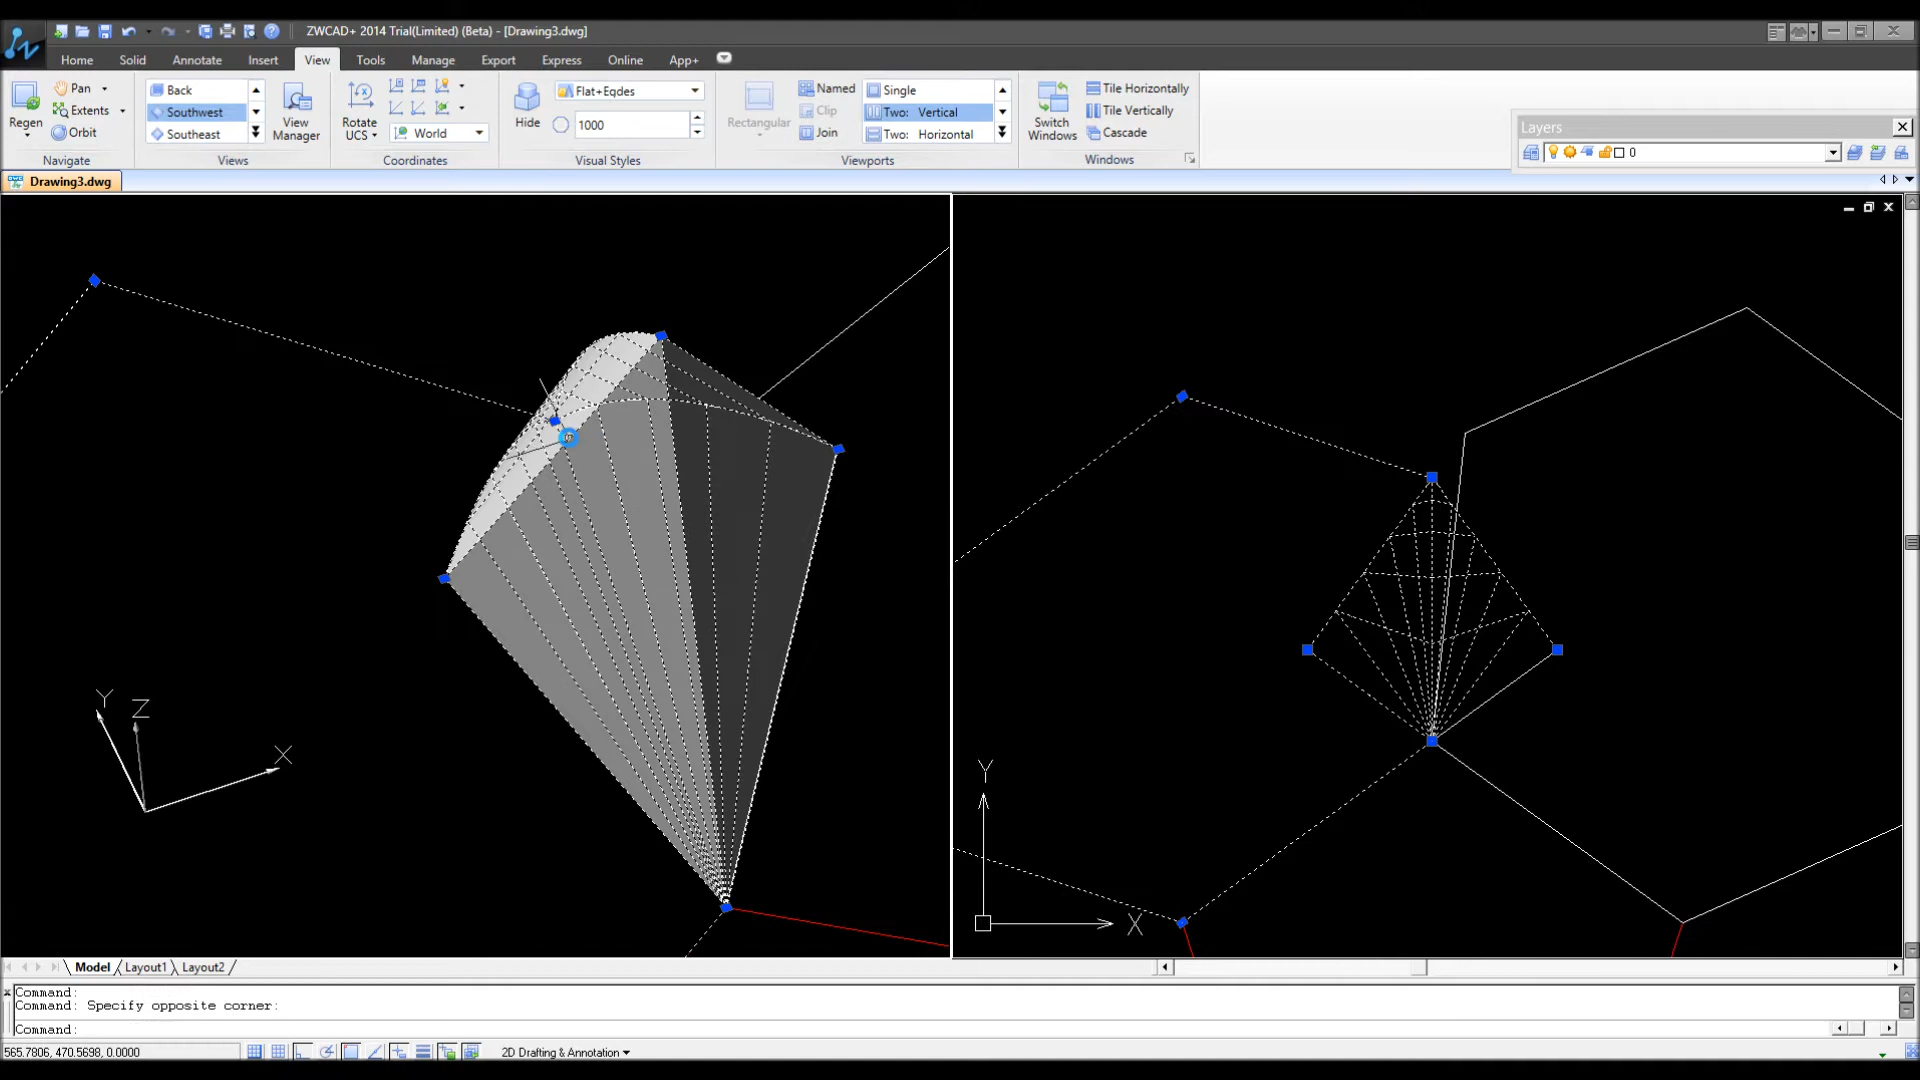 ZWCAD+ 2014 Trial(Limited) (Beta) - [Drawing3.dwg]
Home Solid Annotate Insert View Tools Manage Export Express Online App+
Pan Back Flat+Eqdes Named Single Tile Horizontally
Extents Southwest Clip Two: Vertical Tile Vertically
Regen Orbit Southeast View Manager Rotate UCS World Hide 1000 Rectangular Join Two: Horizontal Switch Windows Cascade
Navigate Views Coordinates Visual Styles Viewports Windows
Layers
0
Drawing3.dwg
Y
Z
X
Y
X
Model Layout1 Layout2
Command:
Command: Specify opposite corner:
Command:
565.7806, 470.5698, 0.0000 2D Drafting & Annotation